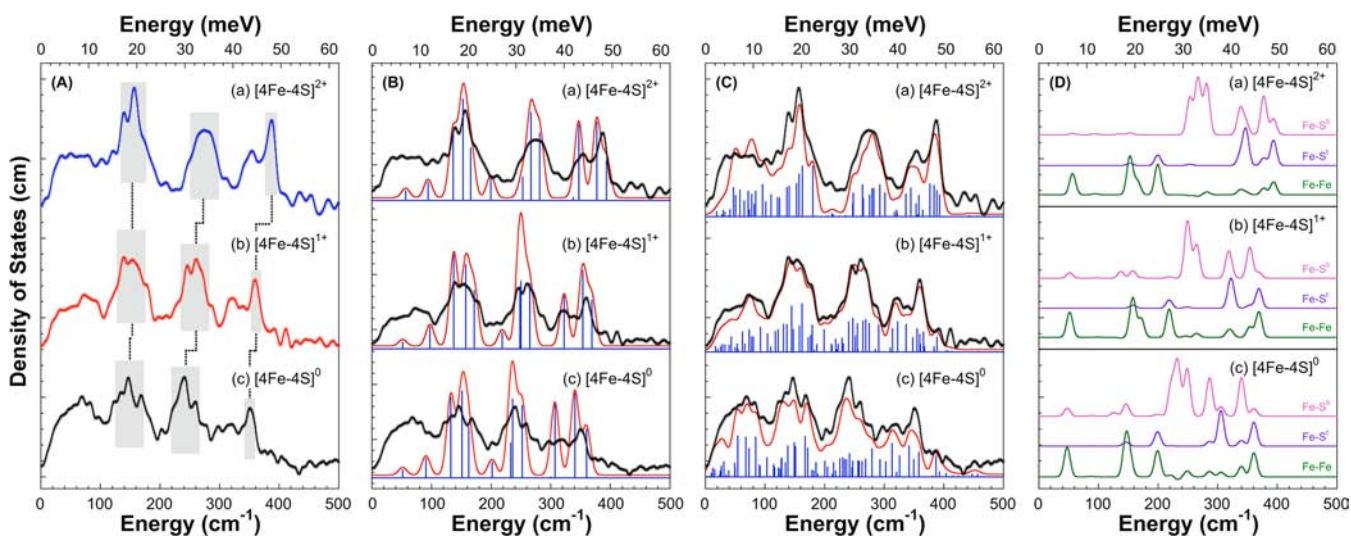 Energy (meV) Energy (meV) Energy (meV) Energy (meV)
0 10 20 30 40 50 60 0 10 20 30 40 50 60 0 10 20 30 40 50 60 0 10 20 30 40 50 60
(A) (a) [4Fe-4S]²⁺ (B) (a) [4Fe-4S]²⁺ (C) (a) [4Fe-4S]²⁺ (D) (a) [4Fe-4S]²⁺
Fe-Sᵇ
Fe-Sᵗ
Fe-Fe
(b) [4Fe-4S]¹⁺ (b) [4Fe-4S]¹⁺ (b) [4Fe-4S]¹⁺ (b) [4Fe-4S]¹⁺
Fe-Sᵇ
Fe-Sᵗ
Fe-Fe
(c) [4Fe-4S]⁰ (c) [4Fe-4S]⁰ (c) [4Fe-4S]⁰ (c) [4Fe-4S]⁰
Fe-Sᵇ
Fe-Sᵗ
Fe-Fe
Density of States (cm)
0 100 200 300 400 500 0 100 200 300 400 500 0 100 200 300 400 500 0 100 200 300 400 500
Energy (cm⁻¹) Energy (cm⁻¹) Energy (cm⁻¹) Energy (cm⁻¹)